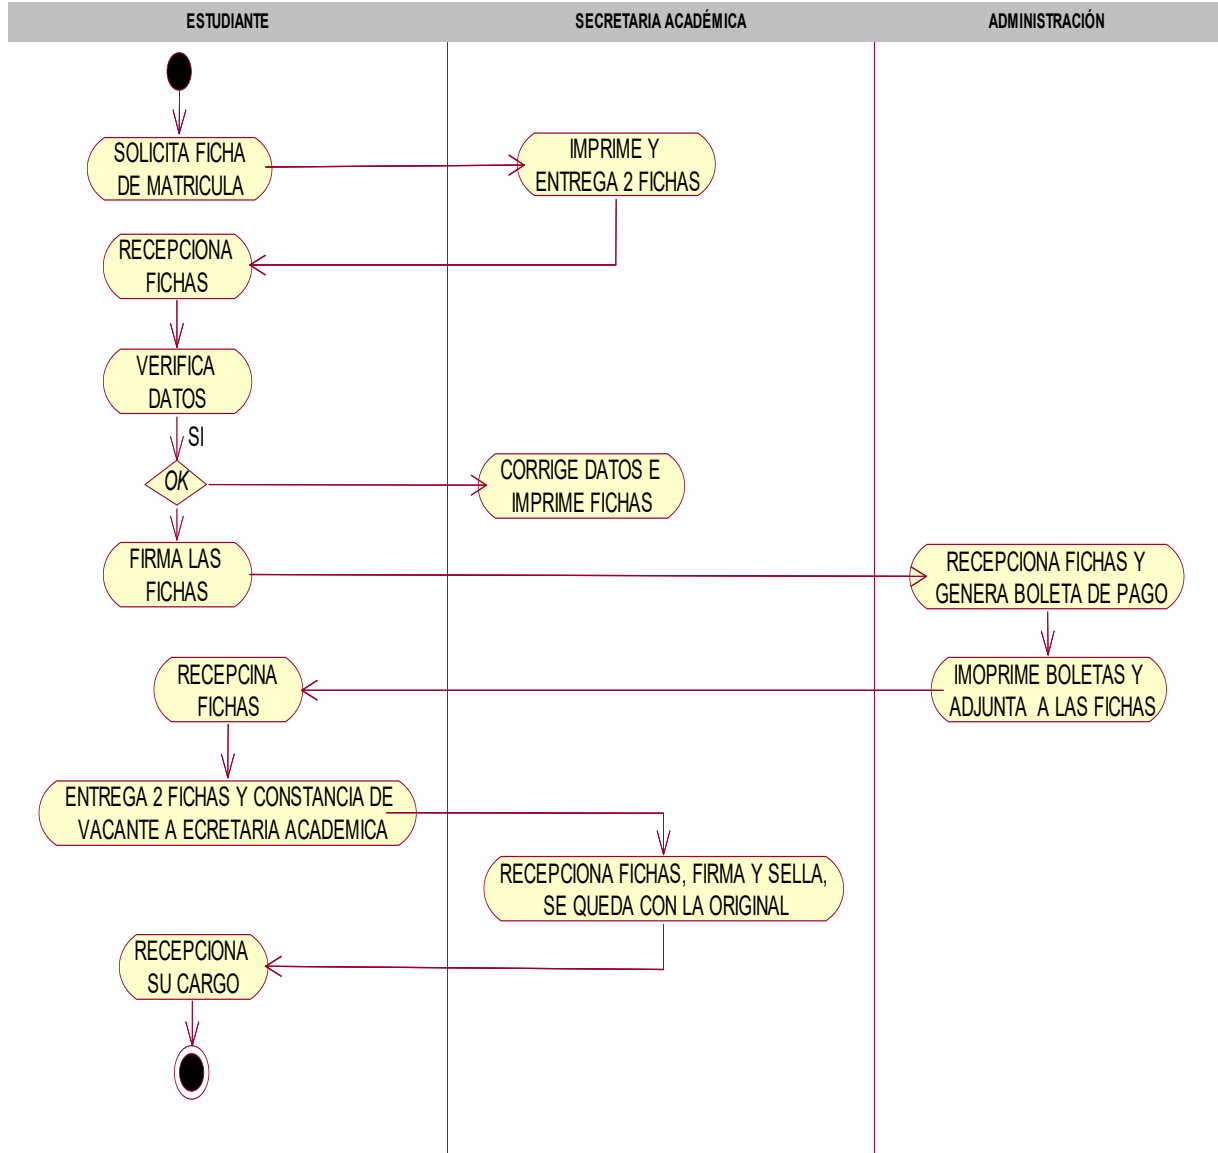 ESTUDIANTE
SECRETARIA ACADÉMICA
ADMINISTRACIÓN
SOLICITA FICHA
DE MATRICULA
IMPRIME Y
ENTREGA 2 FICHAS
RECEPCIONA
FICHAS
VERIFICA
DATOS
SI
OK
CORRIGE DATOS E
IMPRIME FICHAS
FIRMA LAS
FICHAS
RECEPCIONA FICHAS Y
GENERA BOLETA DE PAGO
RECEPCINA
FICHAS
IMOPRIME BOLETAS Y
ADJUNTA A LAS FICHAS
ENTREGA 2 FICHAS Y CONSTANCIA DE
VACANTE A ECRETARIA ACADEMICA
RECEPCIONA FICHAS, FIRMA Y SELLA,
SE QUEDA CON LA ORIGINAL
RECEPCIONA
SU CARGO